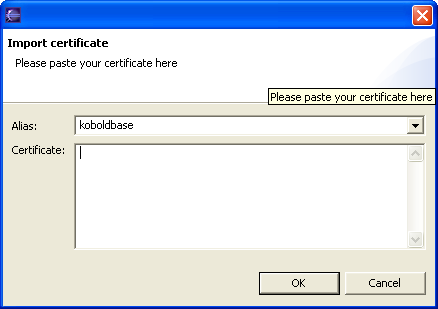 Import certificate
Please paste your certificate here
Please paste your certificate here
Alias:
koboldbase
Certificate:
OK
Cancel